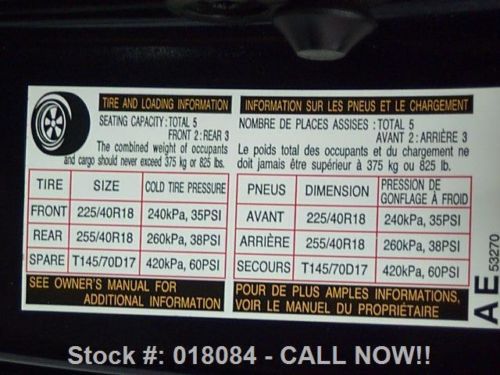 TIRE AND LOADING INFORMATION
SEATING CAPACITY: TOTAL 5
FRONT 2 : REAR 3
The combined weight of occupants
and cargo should never exceed 375 kg or 825 lbs.
TIRE SIZE COLD TIRE PRESSURE
FRONT 225/40R18 240kPa, 35PSI
REAR 255/40R18 260kPa, 38PSI
SPARE T145/70D17 420kPa, 60PSI
SEE OWNER'S MANUAL FOR
ADDITIONAL INFORMATION
INFORMATION SUR LES PNEUS ET LE CHARGEMENT
NOMBRE DE PLACES ASSISES : TOTAL 5
AVANT 2 : ARRIÈRE 3
Le poids total des occupants et du chargement ne
doit jamais être supérieur à 375 kg ou 825 lb.
PNEUS DIMENSION PRESSION DE
GONFLAGE À FROID
AVANT 225/40R18 240kPa, 35PSI
ARRIÈRE 255/40R18 260kPa, 38PSI
SECOURS T145/70D17 420kPa, 60PSI
POUR DE PLUS AMPLES INFORMATIONS,
VOIR LE MANUEL DU PROPRIÉTAIRE
AE 53270
Stock #: 018084 - CALL NOW!!